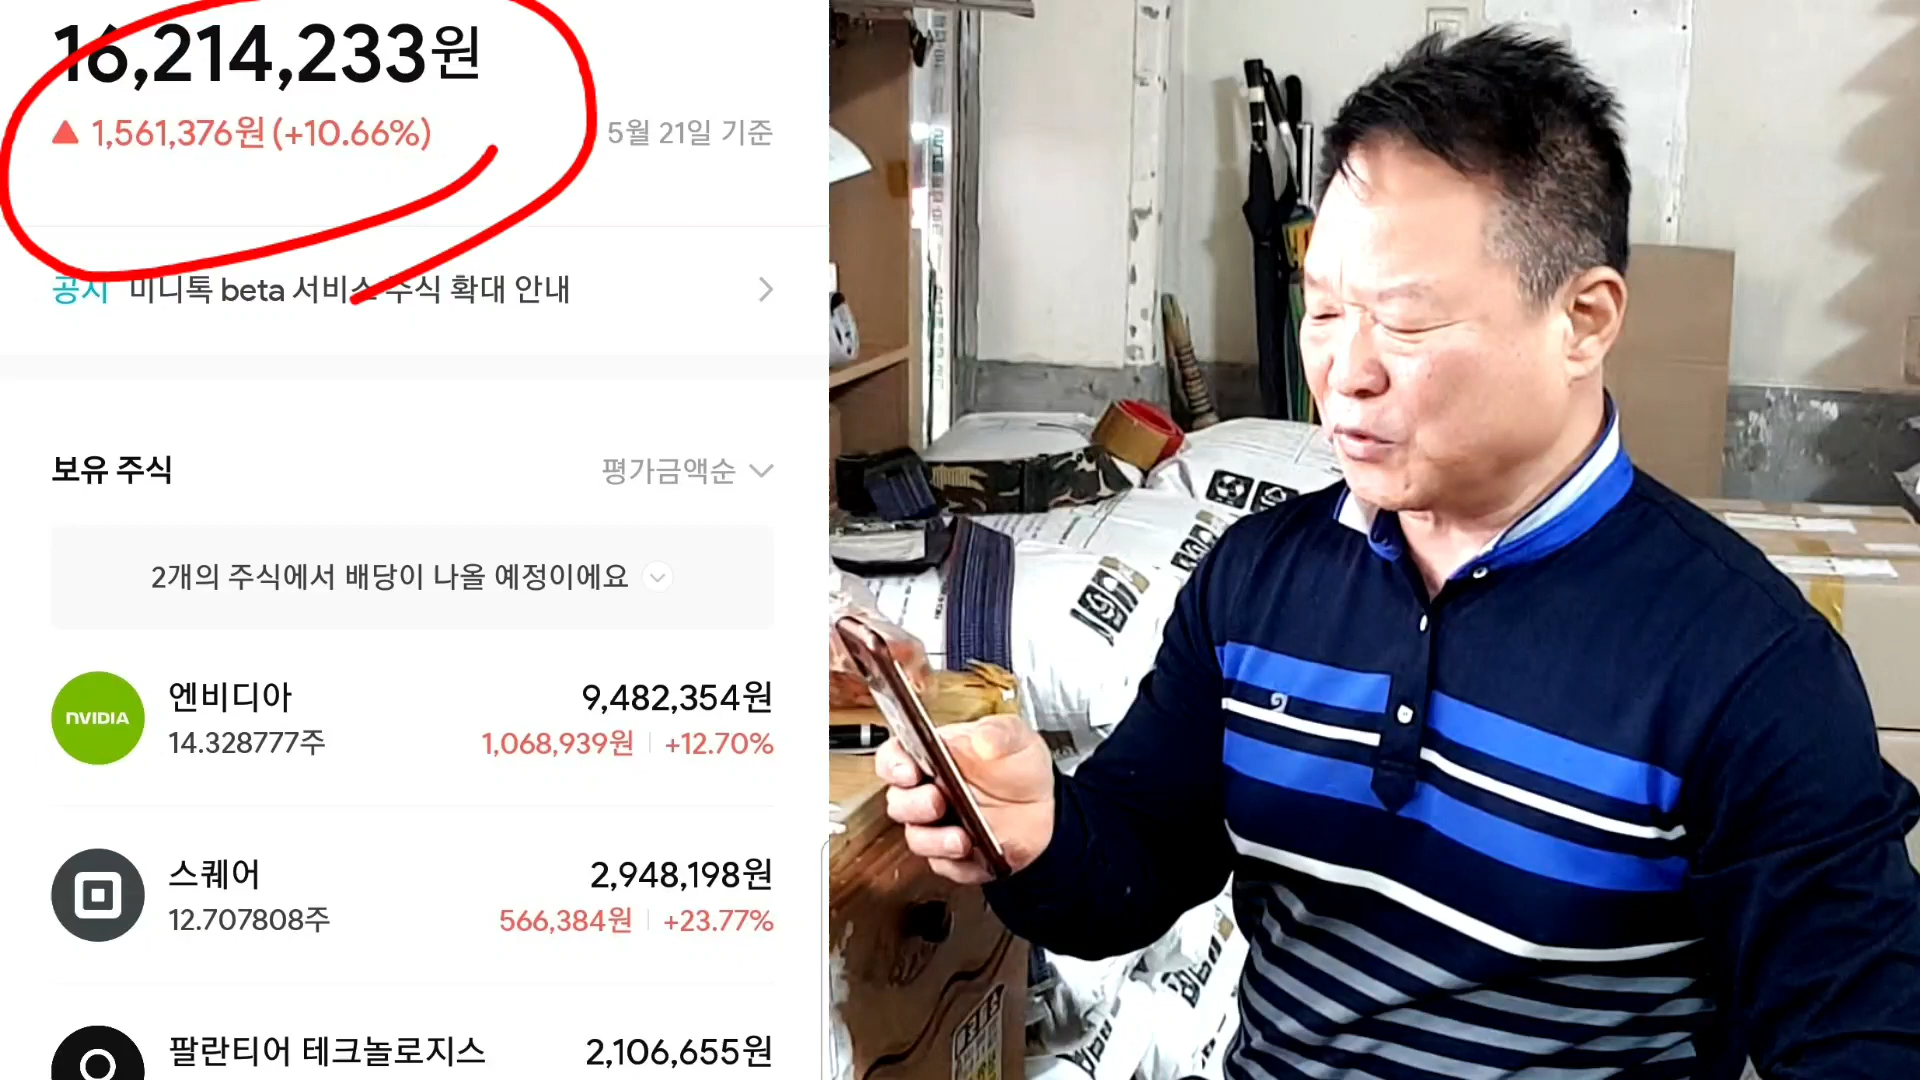 16,214,233원
▲ 1,561,376원 (+10.66%)
5월 21일 기준
공시 미니톡 beta 서비스 주식 확대 안내
보유 주식
평가금액순
2개의 주식에서 배당이 나올 예정이에요
NVIDIA
엔비디아
9,482,354원
14.328777주
1,068,939원 | +12.70%
스퀘어
2,948,198원
12.707808주
566,384원 | +23.77%
팔란티어 테크놀로지스
2,106,655원